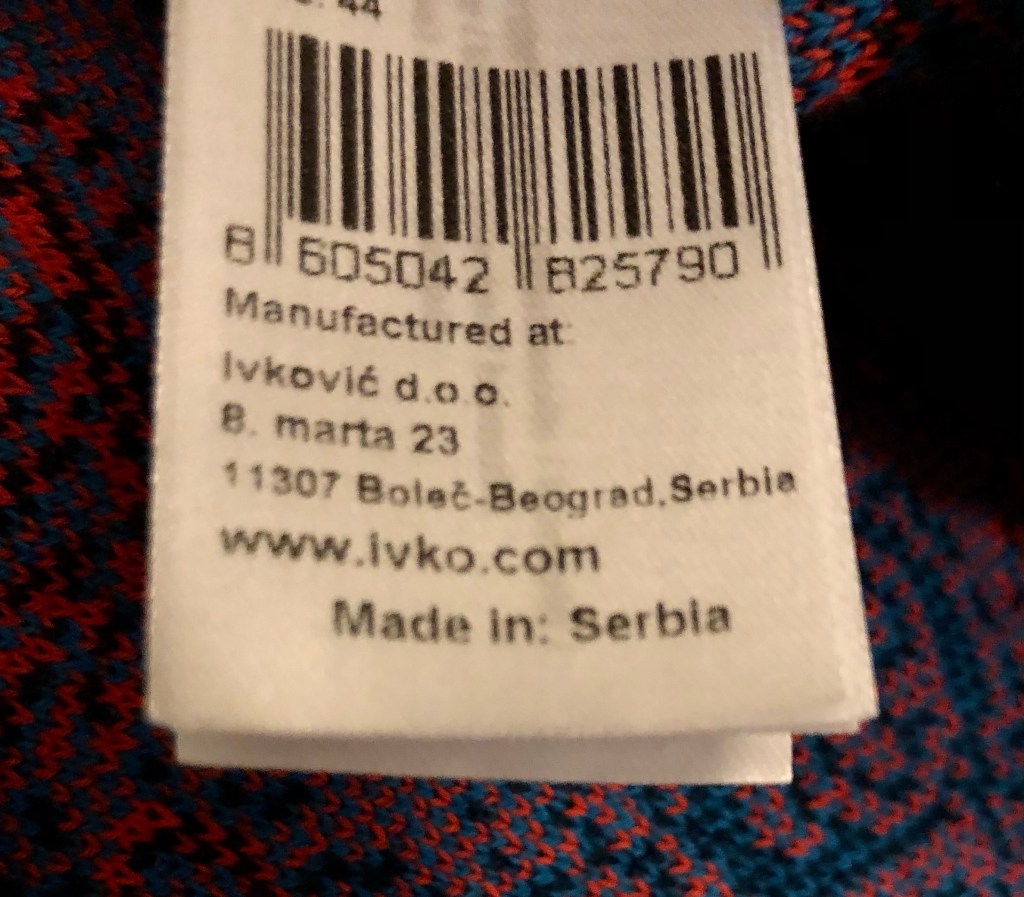 44
8 605042 825790
Manufactured at:
Ivković d.o.o.
8. marta 23
11307 Boleč-Beograd,Serbia
www.ivko.com
Made in: Serbia